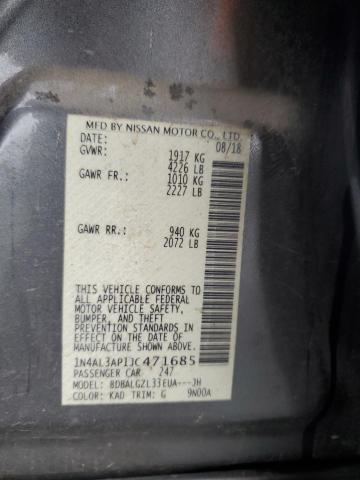 MFD BY NISSAN MOTOR CO., LTD.
DATE: 08/18
GVWR: 1917 KG
4226 LB
GAWR FR.: 1010 KG
2227 LB
GAWR RR.: 940 KG
2072 LB
THIS VEHICLE CONFORMS TO
ALL APPLICABLE FEDERAL
MOTOR VEHICLE SAFETY,
BUMPER, AND THEFT
PREVENTION STANDARDS
IN EFFECT ON THE DATE OF
MANUFACTURE SHOWN ABOVE.
1N4AL3AP1JC471685
PASSENGER CAR 247
MODEL: BDBALGZL33EUA---JH
COLOR: KAD TRIM: G 9N00A